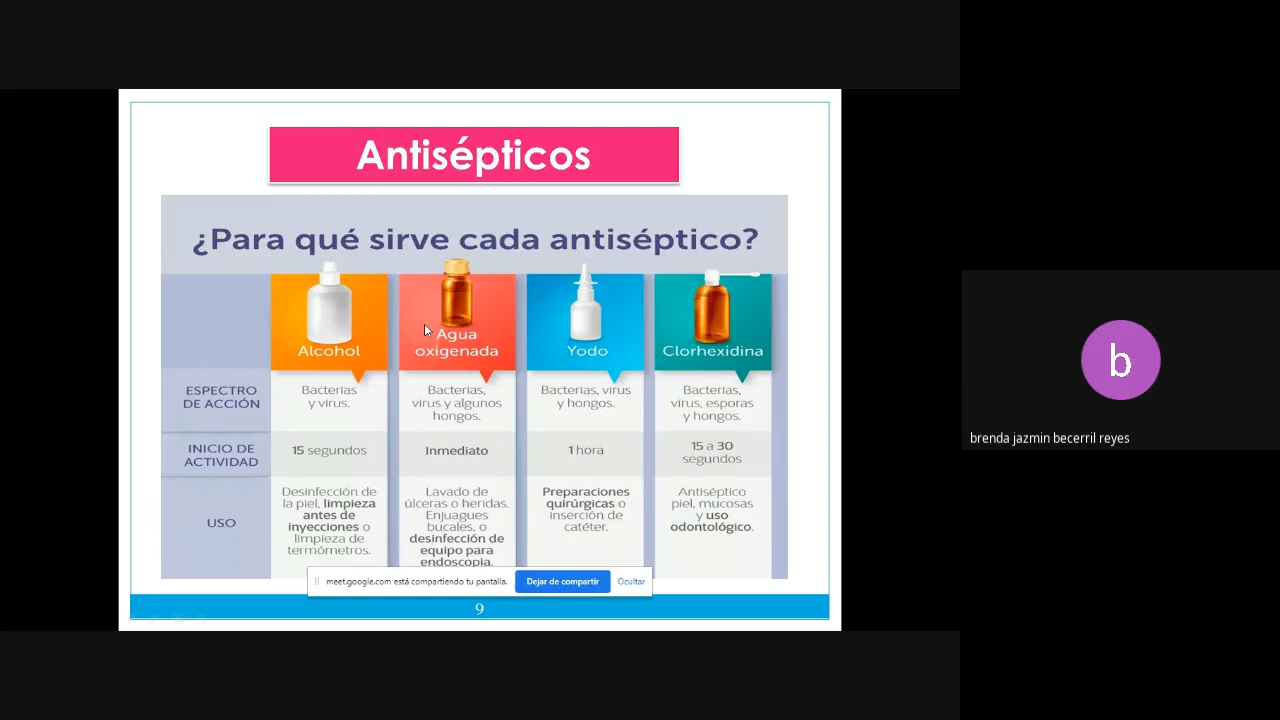 Antisépticos
¿Para qué sirve cada antiséptico?
Alcohol
Agua
oxigenada
Yodo
Clorhexidina
ESPECTRO
DE ACCIÓN
Bacterias
y virus.
Bacterias,
virus y algunos
hongos.
Bacterias, virus
y hongos.
Bacterias,
virus, esporas
y hongos.
INICIO DE
ACTIVIDAD
15 segundos
Inmediato
1 hora
15 a 30
segundos
USO
Desinfección de
la piel, limpieza
antes de
inyecciones o
limpieza de
termómetros.
Lavado de
úlceras o heridas.
Enjuagues
bucales, o
desinfección de
equipo para
endoscopia.
Preparaciones
quirúrgicas o
inserción de
catéter.
Antiséptico
piel, mucosas
y uso
odontológico.
meet.google.com está compartiendo tu pantalla.
Dejar de compartir
Ocultar
9
b
brenda jazmin becerril reyes